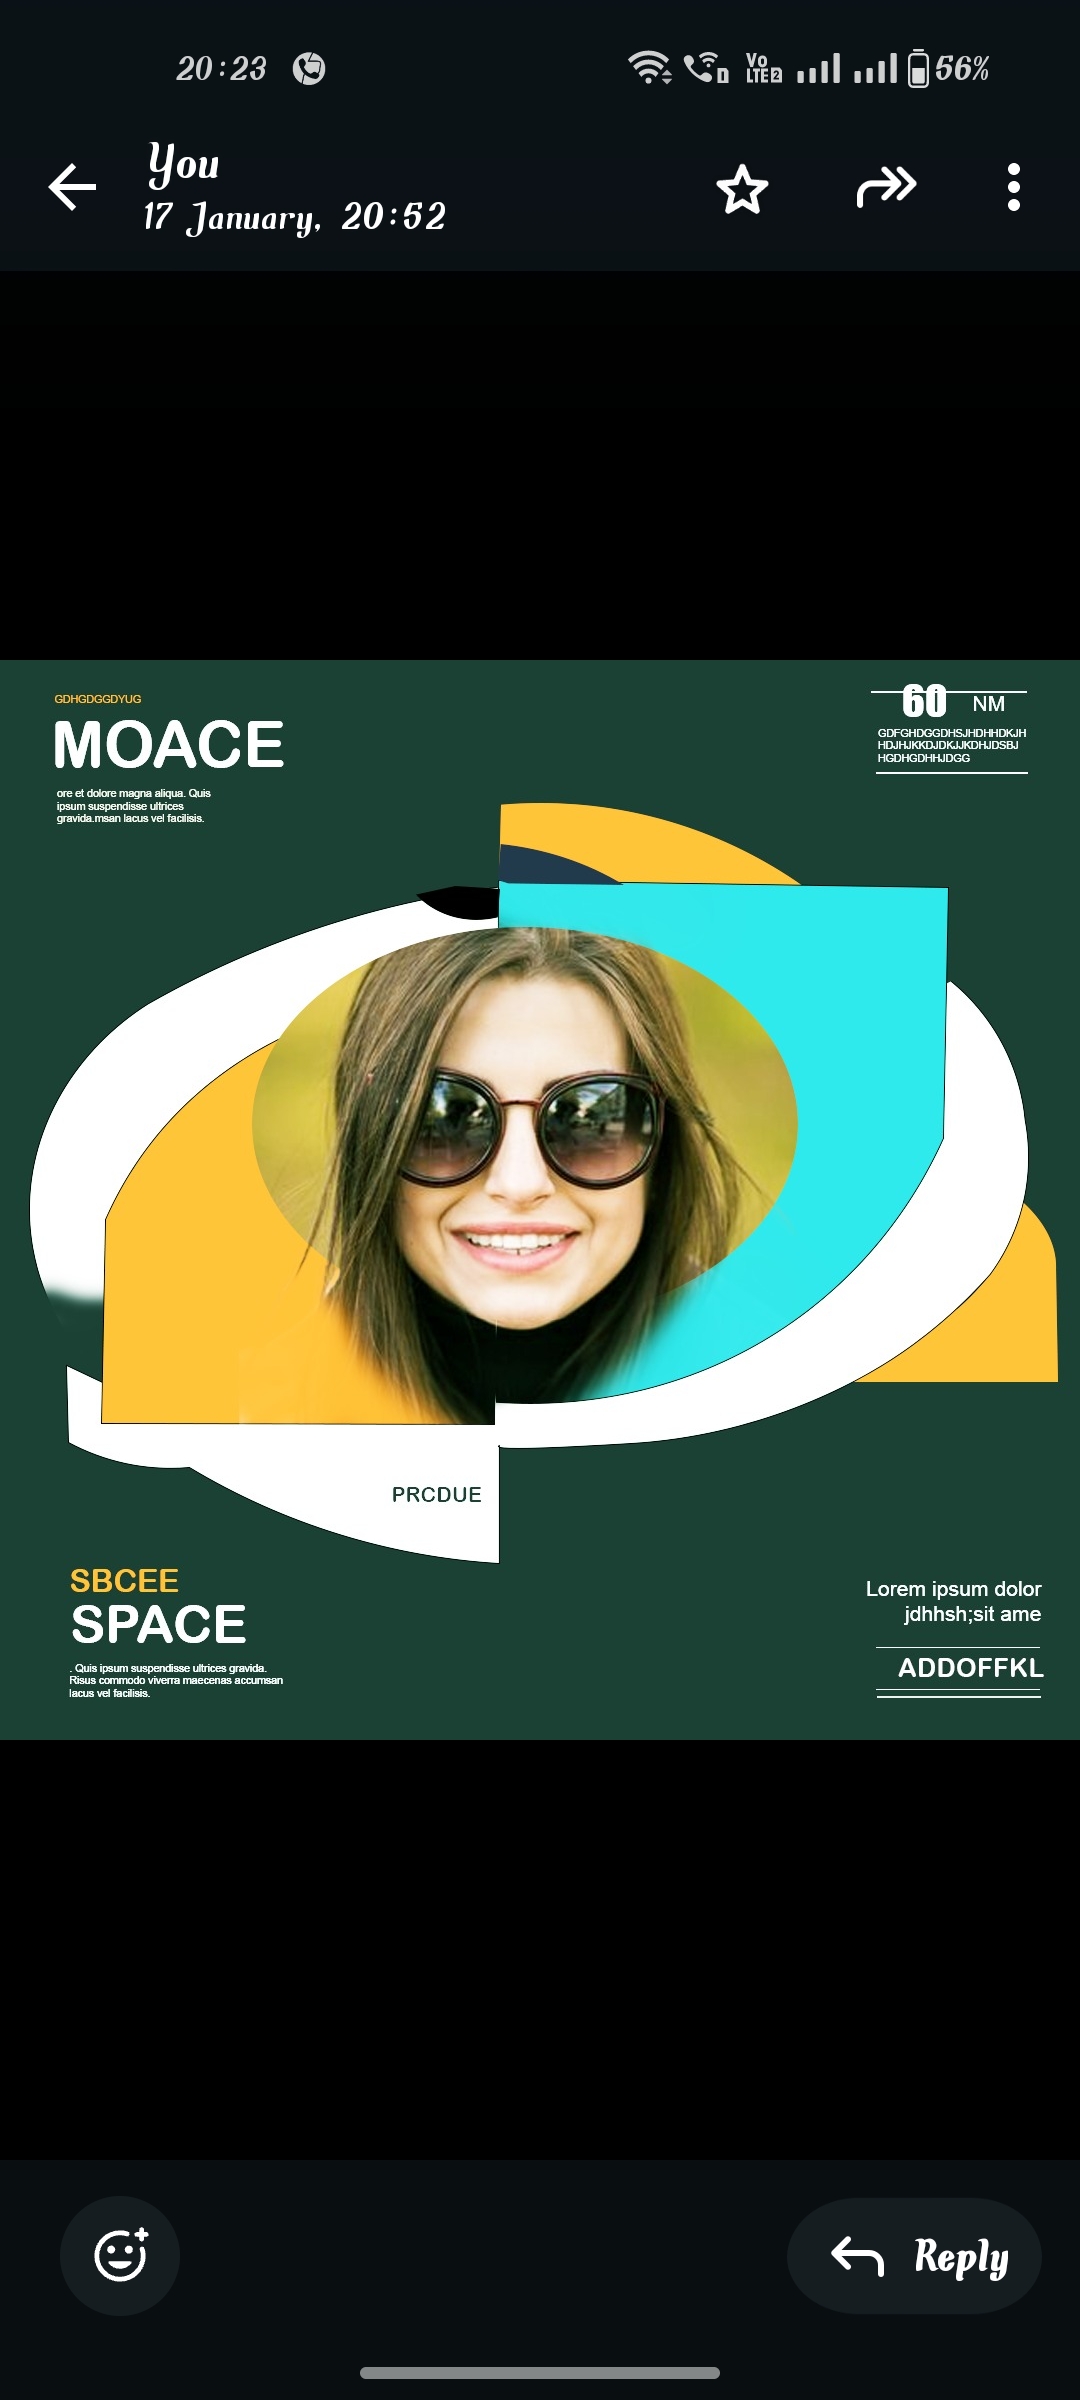 20:23
Vo LTE2
56%
You
17 January, 20:52
GDHGDGGDYUG
MOACE
ore et dolore magna aliqua. Quis
ipsum suspendisse ultrices
gravida.msan lacus vel facilisis.
60 NM
GDFGHDGGDHSJHDHHDKJH
HDJHJKKDJDKJJKDHJDSBJ
HGDHGDHHJDGG
PRCDUE
SBCEE
SPACE
. Quis ipsum suspendisse ultrices gravida.
Risus commodo viverra maecenas accumsan
lacus vel facilisis.
Lorem ipsum dolor
jdhhsh;sit ame
ADDOFFKL
Reply